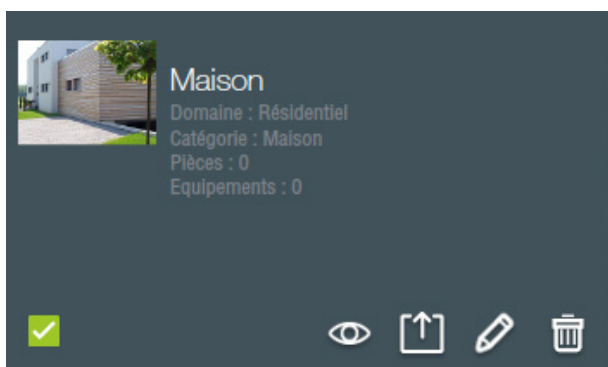 Maison
Domaine : Résidentiel
Catégorie : Maison
Pièces : 0
Equipements : 0